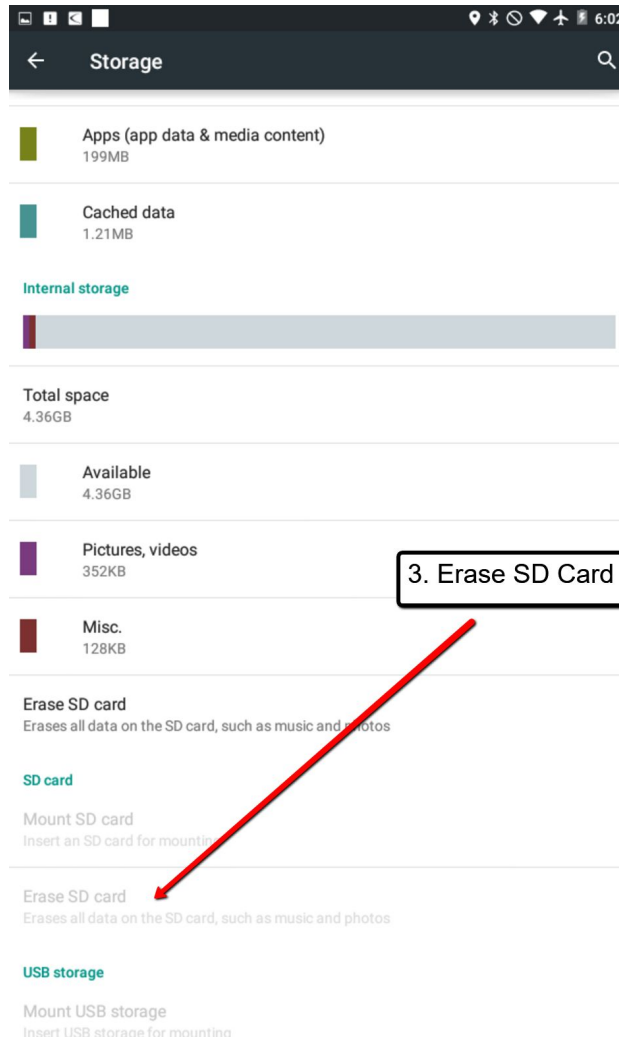 6:02
Storage
Apps (app data & media content)
199MB
Cached data
1.21MB
Internal storage
Total space
4.36GB
Available
4.36GB
Pictures, videos
352KB
3. Erase SD Card
Misc.
128KB
Erase SD card
Erases all data on the SD card, such as music and photos
SD card
Mount SD card
Insert an SD card for mounting
Erase SD card
Erases all data on the SD card, such as music and photos
USB storage
Mount USB storage
Insert USB storage for mounting